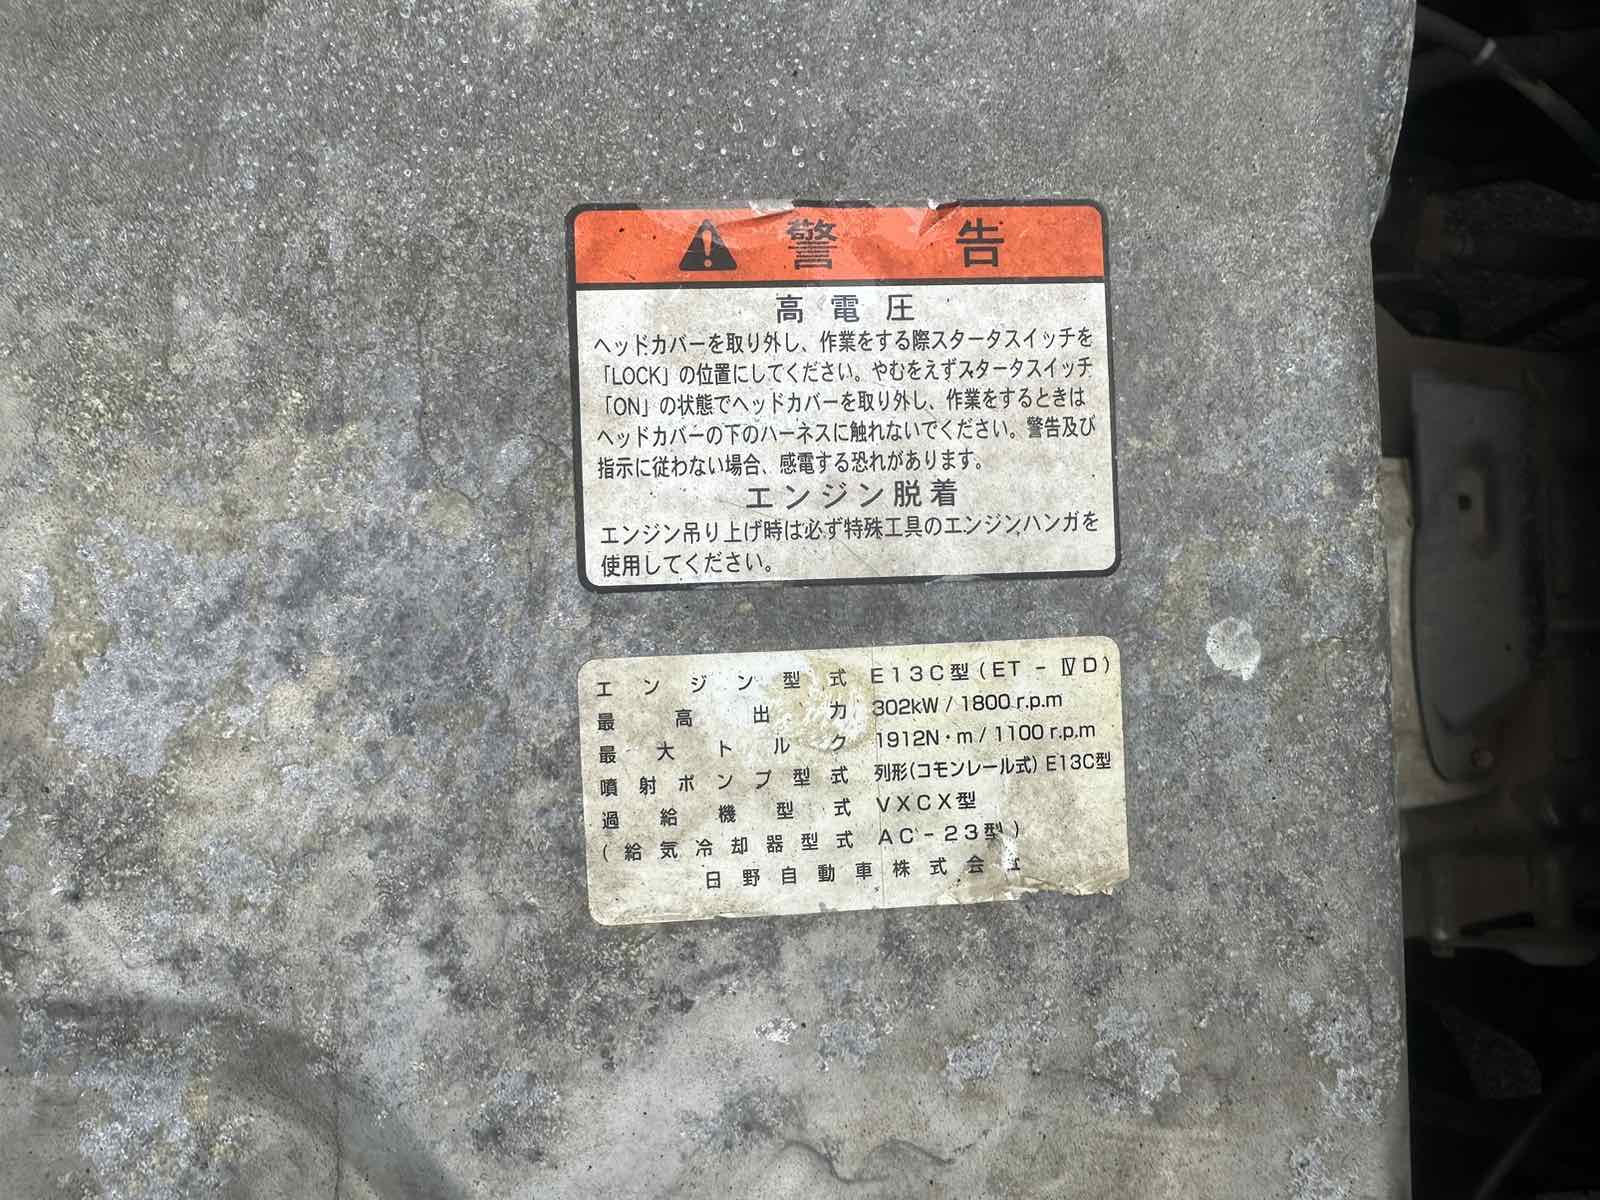 警告
高電圧
ヘッドカバーを取り外し、作業をする際スタータスイッチを
「LOCK」の位置にしてください。やむをえずスタータスイッチ
「ON」の状態でヘッドカバーを取り外し、作業をするときは
ヘッドカバーの下のハーネスに触れないでください。警告及び
指示に従わない場合、感電する恐れがあります。
エンジン脱着
エンジン吊り上げ時は必ず特殊工具のエンジンハンガを
使用してください。
エンジン型式 E13C型(ET-ⅣD)
最高出力 302kW / 1800 r.p.m
最大トルク 1912N・m / 1100 r.p.m
噴射ポンプ型式 列形(コモンレール式) E13C型
過給機型式 VXCX型
(給気冷却器型式 AC-23型)
日野自動車株式会社